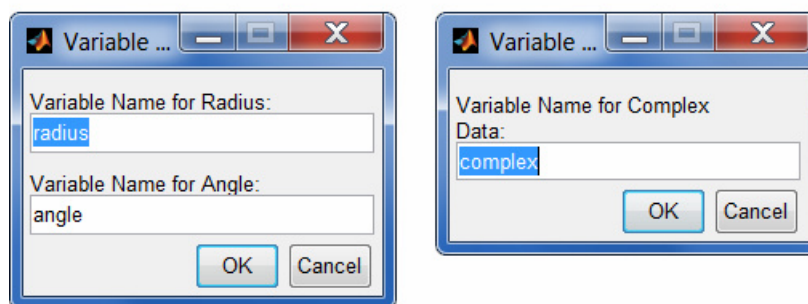 Variable ...
Variable Name for Radius:
radius
Variable Name for Angle:
angle
OK Cancel
Variable ...
Variable Name for Complex
Data:
complex
OK Cancel